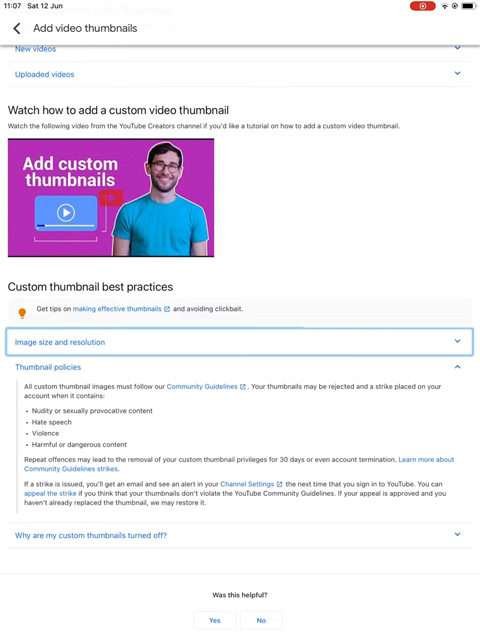 11:07 Sat 12 Jun
Add video thumbnails
New videos
Uploaded videos
Watch how to add a custom video thumbnail
Watch the following video from the YouTube Creators channel if you'd like a tutorial on how to add a custom video thumbnail.
Add custom
thumbnails
Custom thumbnail best practices
Get tips on making effective thumbnails and avoiding clickbait.
Image size and resolution
Thumbnail policies
All custom thumbnail images must follow our Community Guidelines . Your thumbnails may be rejected and a strike placed on your
account when it contains:
• Nudity or sexually provocative content
• Hate speech
• Violence
• Harmful or dangerous content
Repeat offences may lead to the removal of your custom thumbnail privileges for 30 days or even account termination. Learn more about
Community Guidelines strikes.
If a strike is issued, you'll get an email and see an alert in your Channel Settings the next time that you sign in to YouTube. You can
appeal the strike if you think that your thumbnails don't violate the YouTube Community Guidelines. If your appeal is approved and you
haven't already replaced the thumbnail, we may restore it.
Why are my custom thumbnails turned off?
Was this helpful?
Yes No